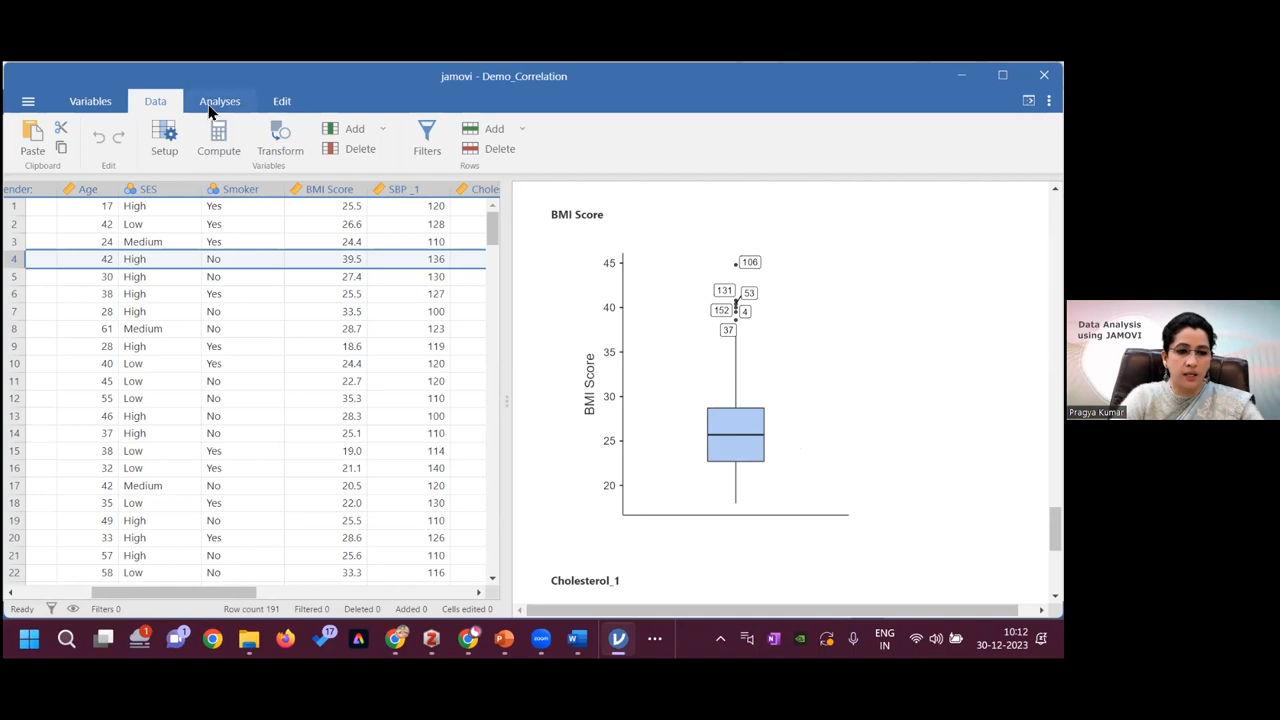 jamovi - Demo_Correlation
Variables Data Analyses Edit
Paste Setup Compute Transform Add Delete Filters Add Delete
Clipboard Edit Variables Rows
ender: Age SES Smoker BMI Score SBP _1 Chole
1 17 High Yes 25.5 120
2 42 Low Yes 26.6 128
3 24 Medium Yes 24.4 110
4 42 High No 39.5 136
5 30 High No 27.4 130
6 38 High Yes 25.5 127
7 28 High No 33.5 100
8 61 Medium No 28.7 123
9 28 High Yes 18.6 119
10 40 Low Yes 24.4 120
11 45 Low No 22.7 120
12 55 Low No 35.3 110
13 46 High No 28.3 100
14 37 High No 25.1 110
15 38 Low Yes 19.0 114
16 32 Low Yes 21.1 140
17 42 Medium No 20.5 120
18 35 Low Yes 22.0 130
19 49 High No 25.5 110
20 33 High Yes 28.6 126
21 57 High No 25.6 110
22 58 Low No 33.3 116
Ready Filters 0 Row count 191 Filtered 0 Deleted 0 Added 0 Cells edited 0
BMI Score
45
40
35
30
25
20
BMI Score
106
131 53
152 4
37
Cholesterol_1
Data Analysis
using JAMOVI
Pragya Kumar
1 1 17 zoom
ENG
IN
10:12
30-12-2023